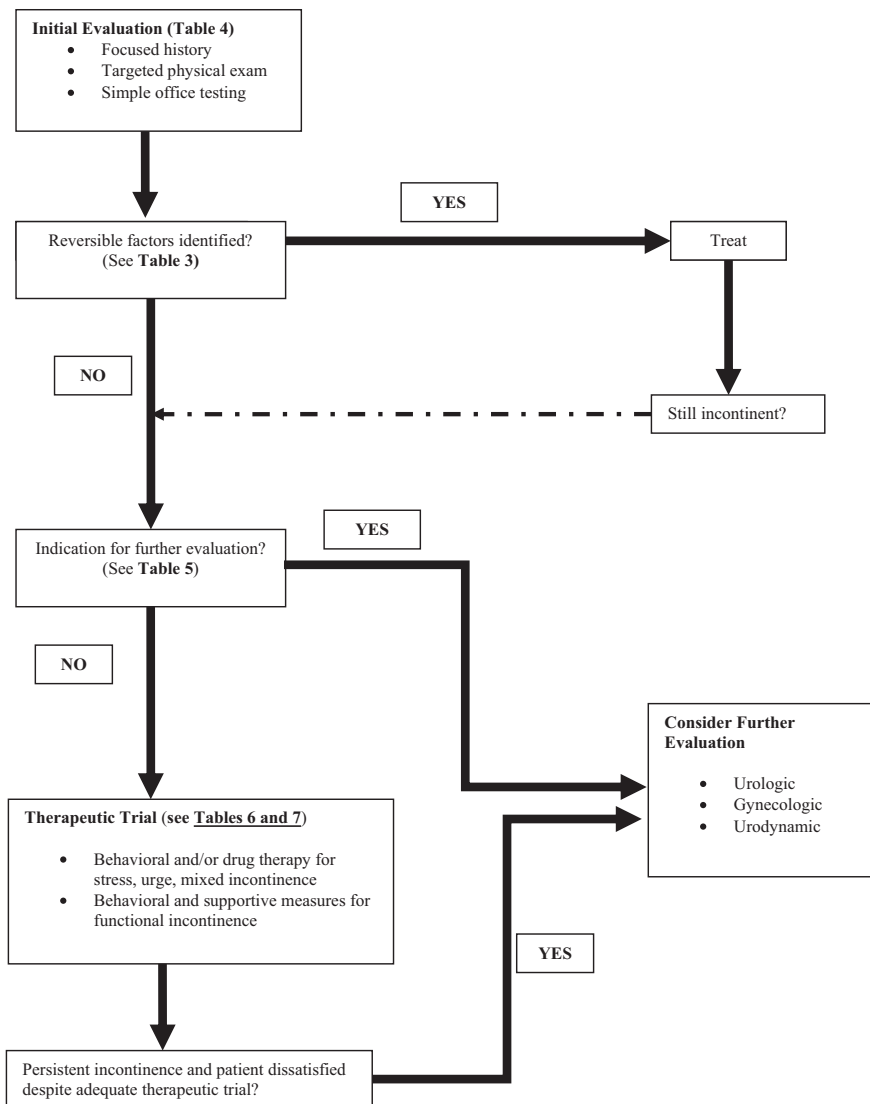 Initial Evaluation (Table 4)
• Focused history
• Targeted physical exam
• Simple office testing
YES
Reversible factors identified?
(See Table 3)
Treat
NO
Still incontinent?
YES
Indication for further evaluation?
(See Table 5)
NO
Consider Further
Evaluation
• Urologic
• Gynecologic
• Urodynamic
Therapeutic Trial (see Tables 6 and 7)
• Behavioral and/or drug therapy for
stress, urge, mixed incontinence
• Behavioral and supportive measures for
functional incontinence
YES
Persistent incontinence and patient dissatisfied
despite adequate therapeutic trial?